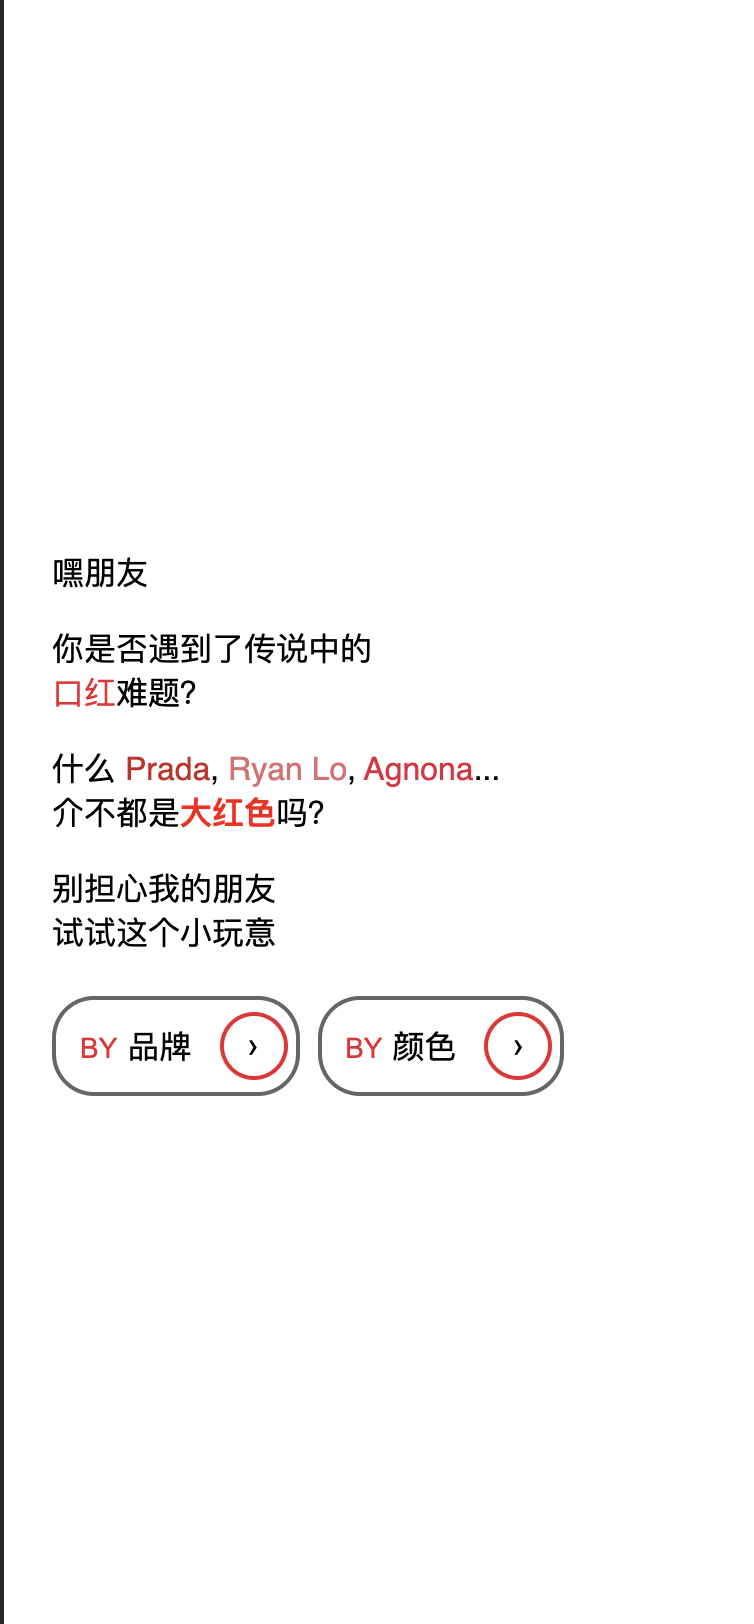 嘿朋友
你是否遇到了传说中的
口红难题?
什么 Prada, Ryan Lo, Agnona...
介不都是大红色吗?
别担心我的朋友
试试这个小玩意
BY 品牌 › BY 颜色 ›